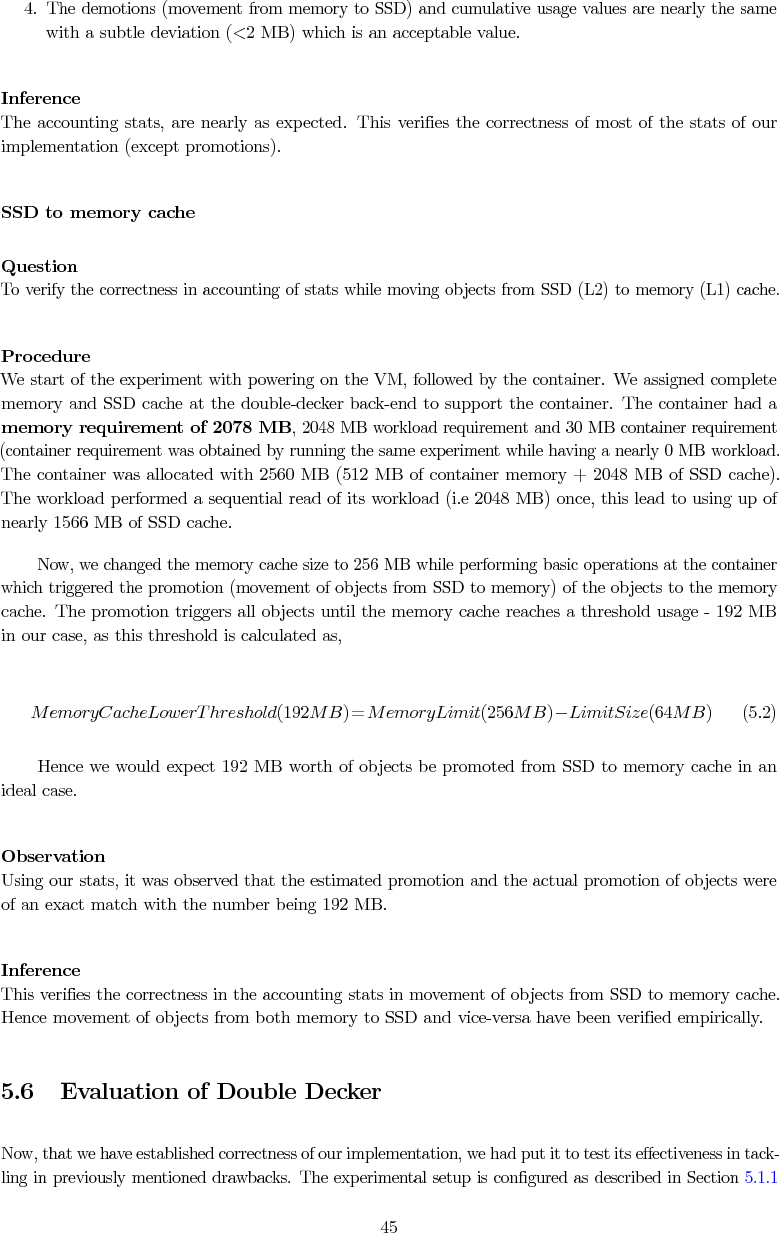 4. The demotions (movement from memory to SSD) and cumulative usage values are nearly the same
with a subtle deviation (<2 MB) which is an acceptable value.
Inference
The accounting stats, are nearly as expected. This verifies the correctness of most of the stats of our
implementation (except promotions).
SSD to memory cache
Question
To verify the correctness in accounting of stats while moving objects from SSD (L2) to memory (L1) cache.
Procedure
We start of the experiment with powering on the VM, followed by the container. We assigned complete
memory and SSD cache at the double-decker back-end to support the container. The container had a
memory requirement of 2078 MB, 2048 MB workload requirement and 30 MB container requirement
(container requirement was obtained by running the same experiment while having a nearly 0 MB workload.
The container was allocated with 2560 MB (512 MB of container memory + 2048 MB of SSD cache).
The workload performed a sequential read of its workload (i.e 2048 MB) once, this lead to using up of
nearly 1566 MB of SSD cache.
Now, we changed the memory cache size to 256 MB while performing basic operations at the container
which triggered the promotion (movement of objects from SSD to memory) of the objects to the memory
cache. The promotion triggers all objects until the memory cache reaches a threshold usage - 192 MB
in our case, as this threshold is calculated as,
MemoryCacheLowerThreshold(192MB)=MemoryLimit(256MB)−LimitSize(64MB) (5.2)
Hence we would expect 192 MB worth of objects be promoted from SSD to memory cache in an
ideal case.
Observation
Using our stats, it was observed that the estimated promotion and the actual promotion of objects were
of an exact match with the number being 192 MB.
Inference
This verifies the correctness in the accounting stats in movement of objects from SSD to memory cache.
Hence movement of objects from both memory to SSD and vice-versa have been verified empirically.
5.6 Evaluation of Double Decker
Now, that we have established correctness of our implementation, we had put it to test its effectiveness in tack-
ling in previously mentioned drawbacks. The experimental setup is configured as described in Section 5.1.1
45